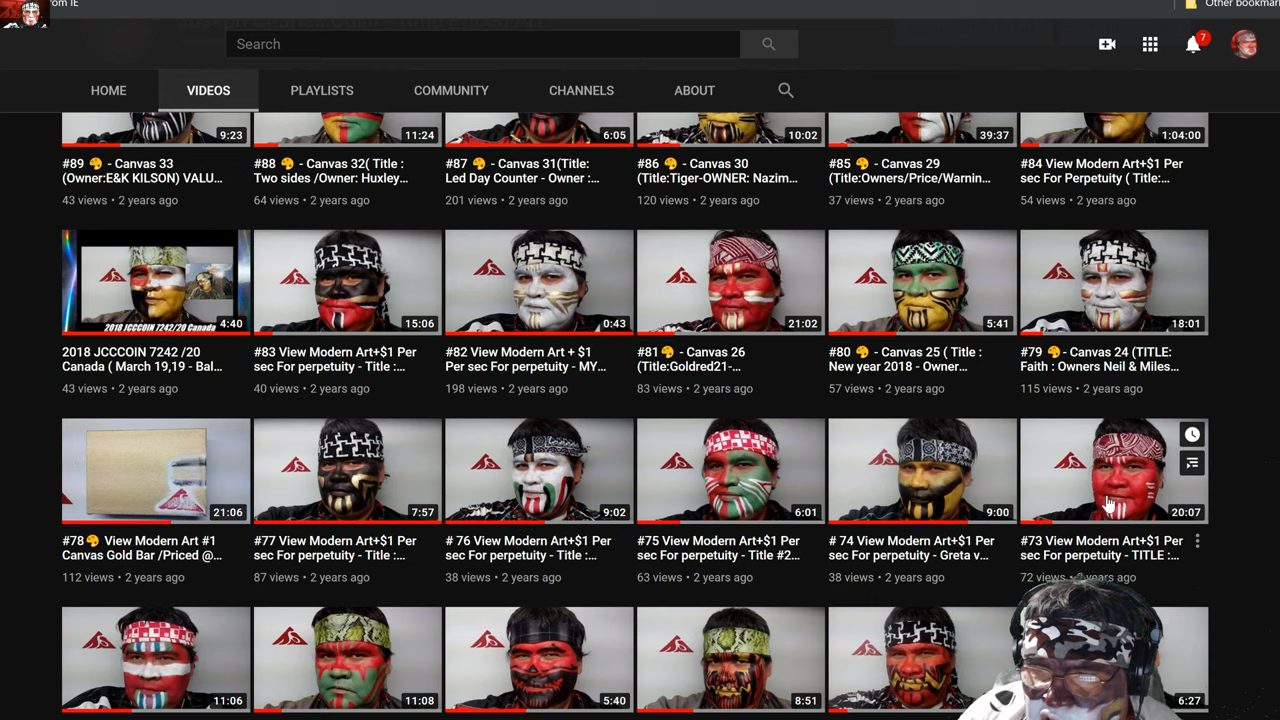 om IE
Other bookmar
Search
7
HOME
VIDEOS
PLAYLISTS
COMMUNITY
CHANNELS
ABOUT
9:23
11:24
6:05
10:02
39:37
1:04:00
#89 🎨 - Canvas 33
(Owner:E&K KILSON) VALU...
43 views • 2 years ago
#88 🎨 - Canvas 32( Title :
Two sides /Owner: Huxley...
64 views • 2 years ago
#87 🎨 - Canvas 31(Title:
Led Day Counter - Owner :...
201 views • 2 years ago
#86 🎨 - Canvas 30
(Title:Tiger-OWNER: Nazim...
120 views • 2 years ago
#85 🎨 - Canvas 29
(Title:Owners/Price/Warnin...
37 views • 2 years ago
#84 View Modern Art+$1 Per
sec For Perpetuity ( Title:...
54 views • 2 years ago
2018 JCCCOIN 7242/20 Canada
4:40
15:06
0:43
21:02
5:41
18:01
2018 JCCCOIN 7242 /20
Canada ( March 19,19 - Bal...
43 views • 2 years ago
#83 View Modern Art+$1 Per
sec For perpetuity - Title :...
40 views • 2 years ago
#82 View Modern Art + $1
Per sec For perpetuity - MY...
198 views • 2 years ago
#81🎨 - Canvas 26
(Title:Goldred21-...
83 views • 2 years ago
#80 🎨 - Canvas 25 ( Title :
New year 2018 - Owner...
57 views • 2 years ago
#79 🎨- Canvas 24 (TITLE:
Faith : Owners Neil & Miles...
115 views • 2 years ago
21:06
7:57
9:02
6:01
9:00
20:07
#78🎨 View Modern Art #1
Canvas Gold Bar /Priced @...
112 views • 2 years ago
#77 View Modern Art+$1 Per
sec For perpetuity - Title :...
87 views • 2 years ago
# 76 View Modern Art+$1 Per
sec For perpetuity - Title :...
38 views • 2 years ago
#75 View Modern Art+$1 Per
sec For perpetuity - Title #2...
63 views • 2 years ago
# 74 View Modern Art+$1 Per
sec For perpetuity - Greta v...
38 views • 2 years ago
#73 View Modern Art+$1 Per
sec For perpetuity - TITLE :...
72 views • 2 years ago
11:06
11:08
5:40
8:51
6:27